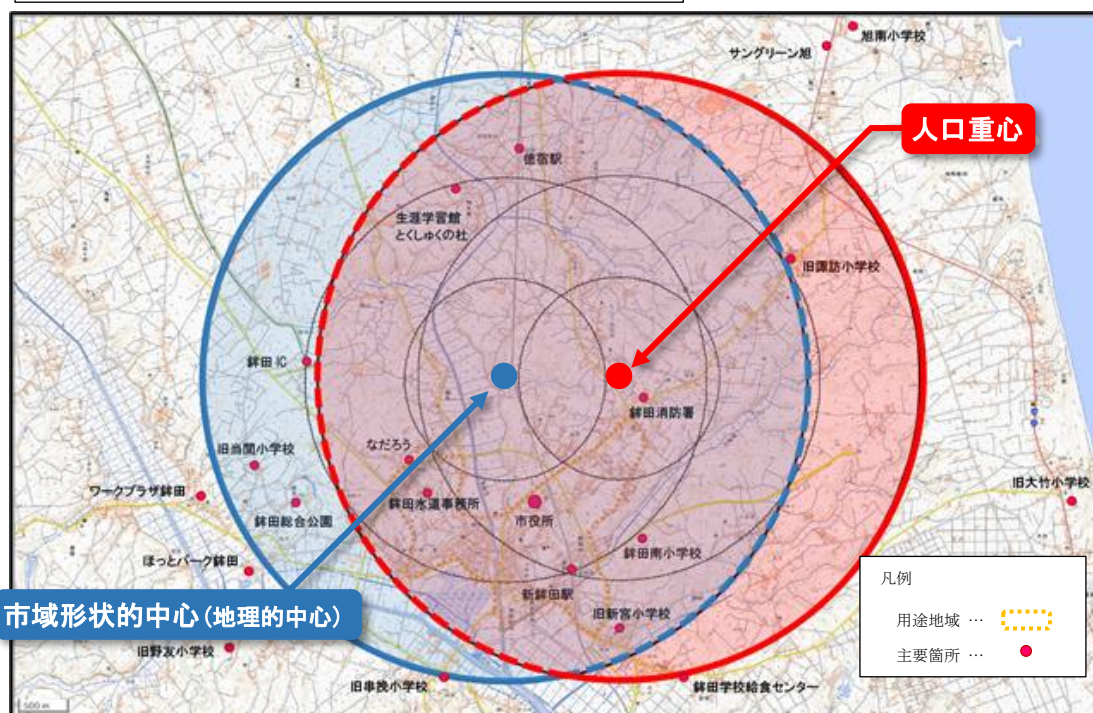 旭南小学校
サングリーン旭
人口重心
徳宿駅
生涯学習館
とくしゅくの杜
旧諏訪小学校
鉾田IC
鉾田消防署
なだろう
旧当間小学校
ワークプラザ鉾田
鉾田水道事務所
旧大竹小学校
鉾田総合公園
市役所
鉾田南小学校
ほっとパーク鉾田
新鉾田駅
市域形状的中心(地理的中心)
旧新宮小学校
旧野友小学校
旧串挽小学校
鉾田学校給食センター
凡例
用途地域 …
主要箇所 …
500 m